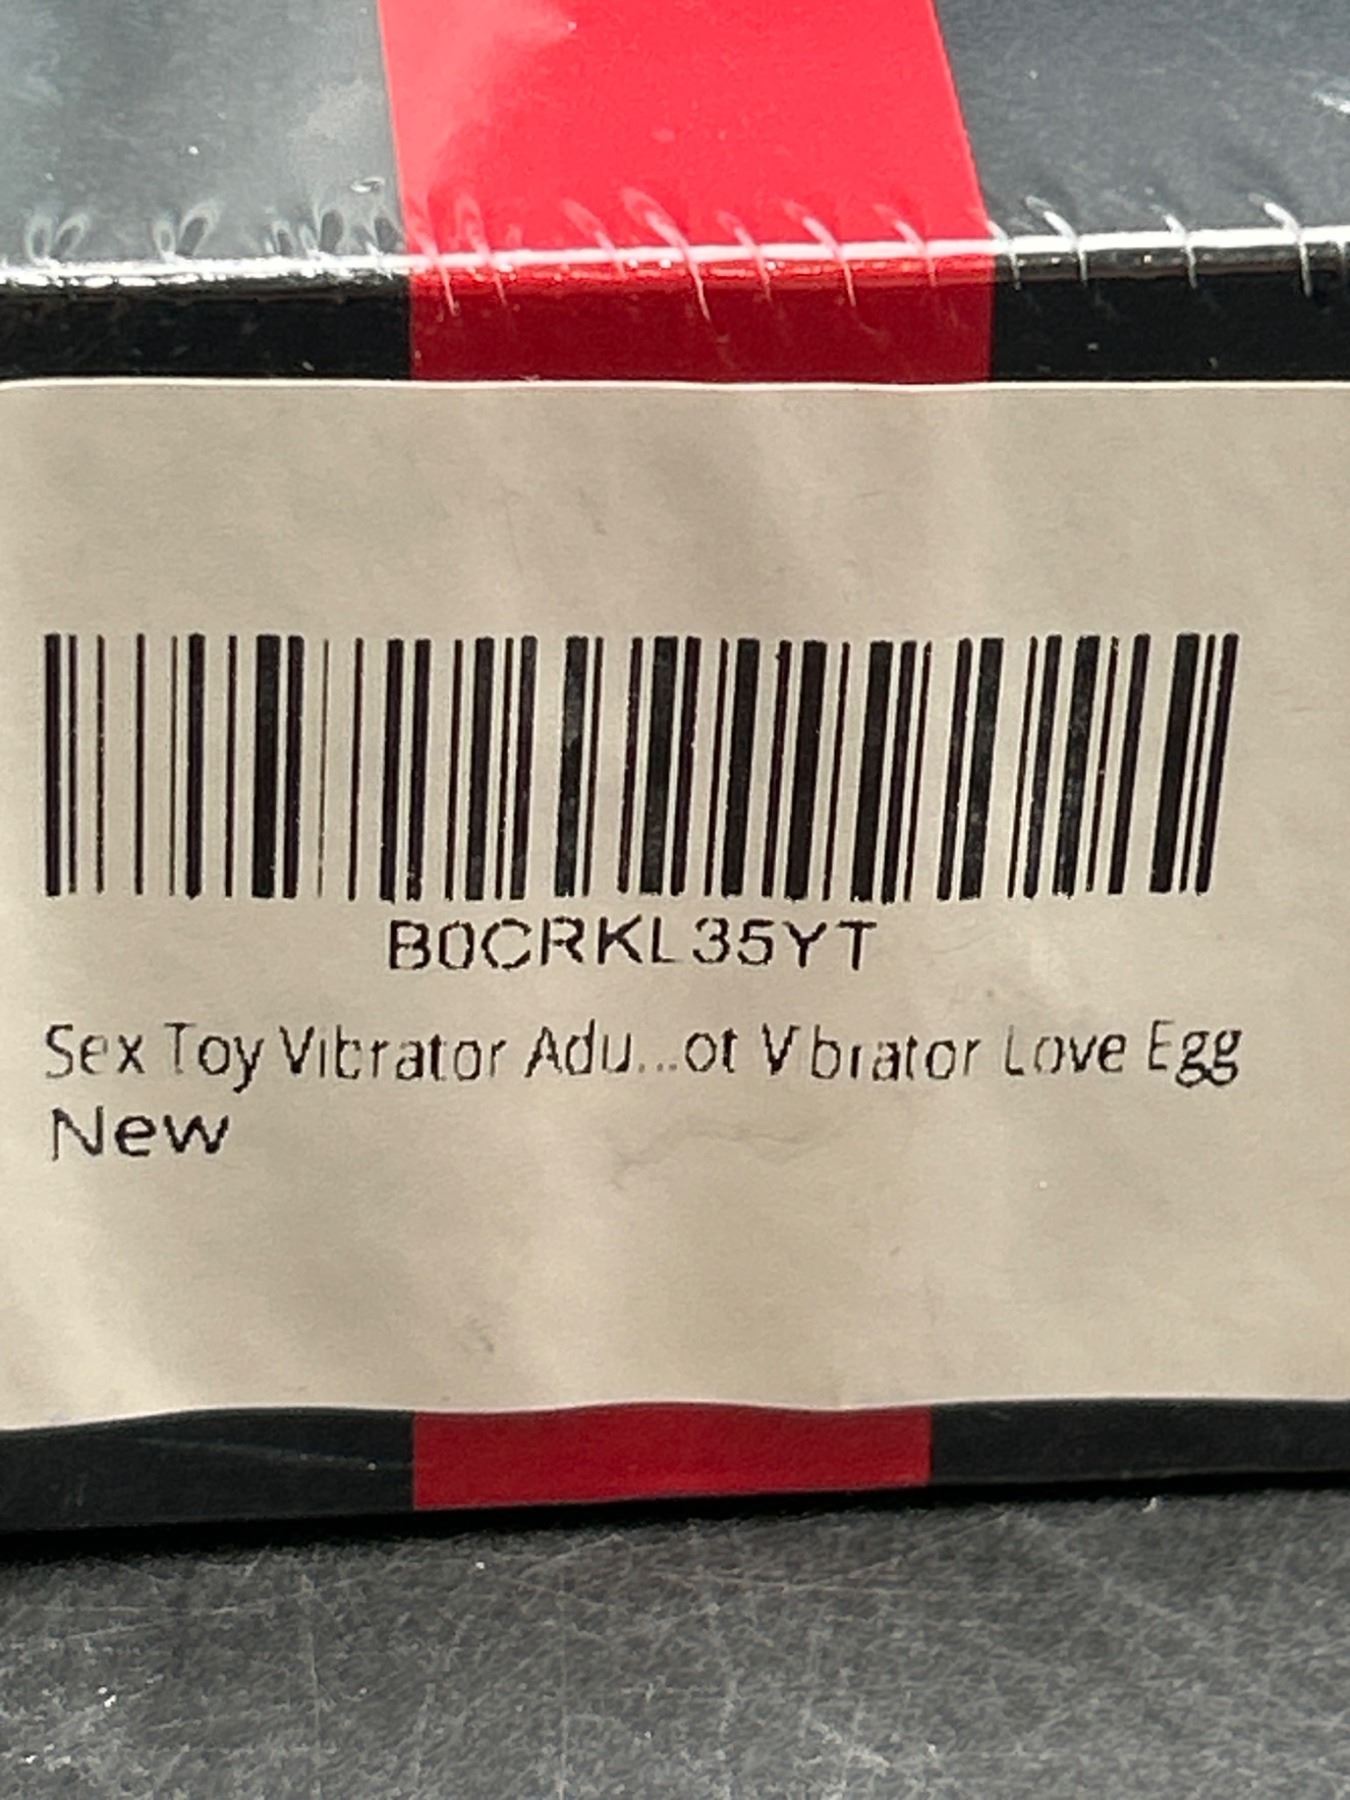 B0CRKL35YT
Sex Toy Vibrator Adu...ot Vibrator Love Egg
New